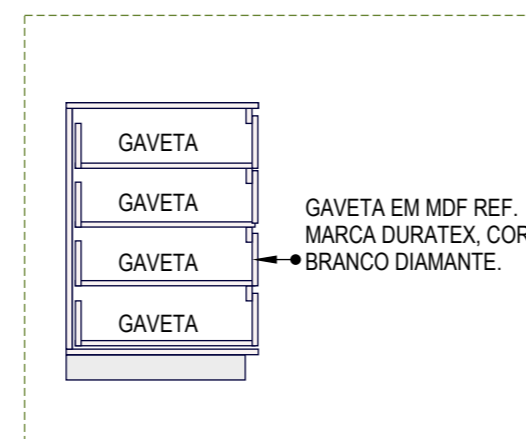 GAVETA
GAVETA
GAVETA
GAVETA
GAVETA EM MDF REF.
MARCA DURATEX, COR
BRANCO DIAMANTE.